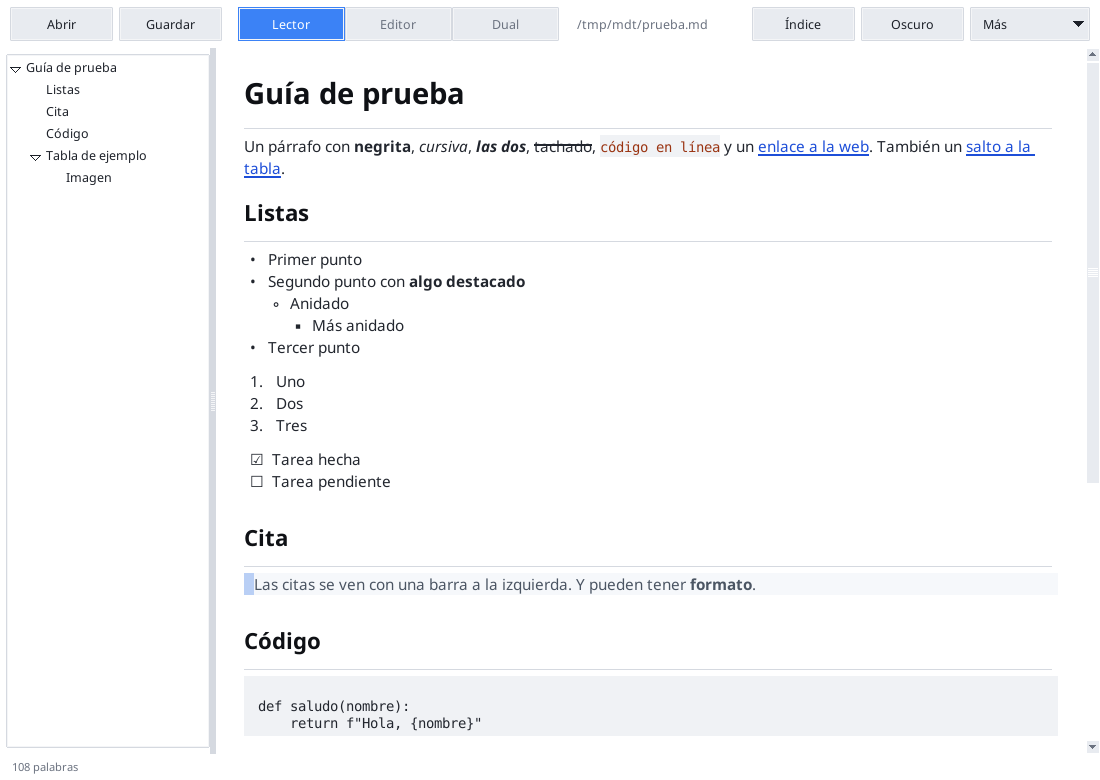 Abrir Guardar Lector Editor Dual /tmp/mdt/prueba.md Índice Oscuro Más
Guía de prueba
Listas
Cita
Código
Tabla de ejemplo
Imagen
Guía de prueba
Un párrafo con negrita, cursiva, las dos, tachado, código en línea y un enlace a la web. También un salto a la
tabla.
Listas
• Primer punto
• Segundo punto con algo destacado
◦ Anidado
▪ Más anidado
• Tercer punto
1. Uno
2. Dos
3. Tres
☑ Tarea hecha
☐ Tarea pendiente
Cita
Las citas se ven con una barra a la izquierda. Y pueden tener formato.
Código
def saludo(nombre):
    return f"Hola, {nombre}"
108 palabras